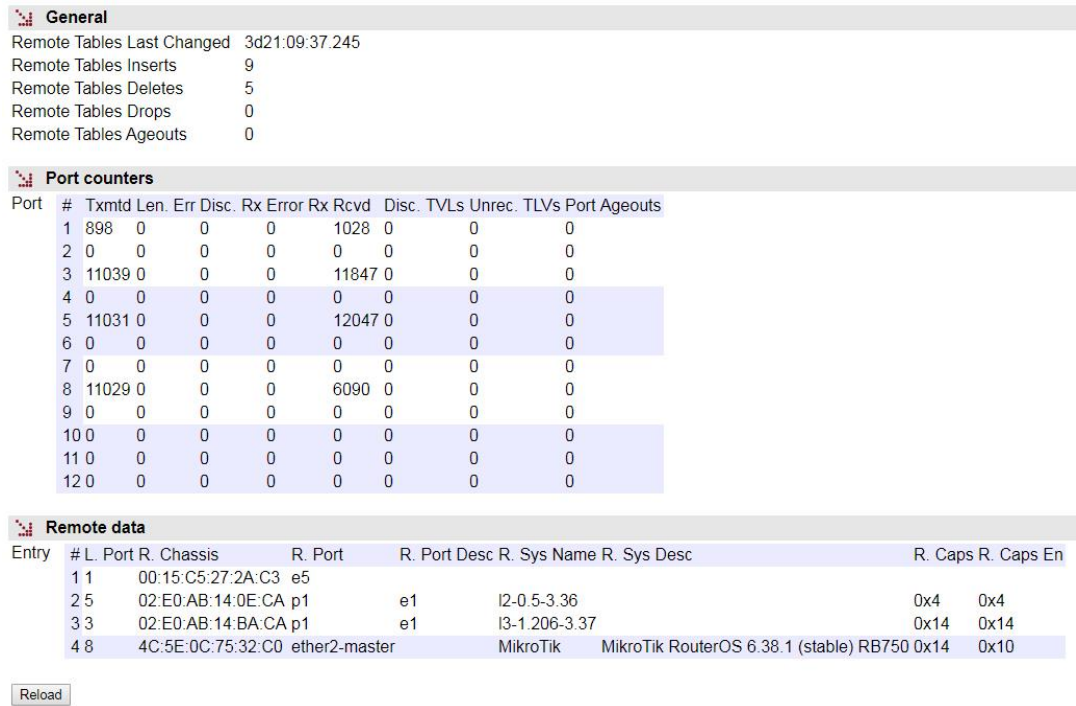 General
Remote Tables Last Changed 3d21:09:37.245
Remote Tables Inserts 9
Remote Tables Deletes 5
Remote Tables Drops 0
Remote Tables Ageouts 0
Port counters
Port # Txmtd Len. Err Disc. Rx Error Rx Rcvd Disc. TVLs Unrec. TLVs Port Ageouts
1 898 0 0 0 1028 0 0 0
2 0 0 0 0 0 0 0 0
3 11039 0 0 0 11847 0 0 0
4 0 0 0 0 0 0 0 0
5 11031 0 0 0 12047 0 0 0
6 0 0 0 0 0 0 0 0
7 0 0 0 0 0 0 0 0
8 11029 0 0 0 6090 0 0 0
9 0 0 0 0 0 0 0 0
10 0 0 0 0 0 0 0 0
11 0 0 0 0 0 0 0 0
12 0 0 0 0 0 0 0 0
Remote data
Entry # L. Port R. Chassis R. Port R. Port Desc R. Sys Name R. Sys Desc R. Caps R. Caps En
1 1 00:15:C5:27:2A:C3 e5
2 5 02:E0:AB:14:0E:CA p1 e1 l2-0.5-3.36 0x4 0x4
3 3 02:E0:AB:14:BA:CA p1 e1 l3-1.206-3.37 0x14 0x14
4 8 4C:5E:0C:75:32:C0 ether2-master MikroTik MikroTik RouterOS 6.38.1 (stable) RB750 0x14 0x10
Reload